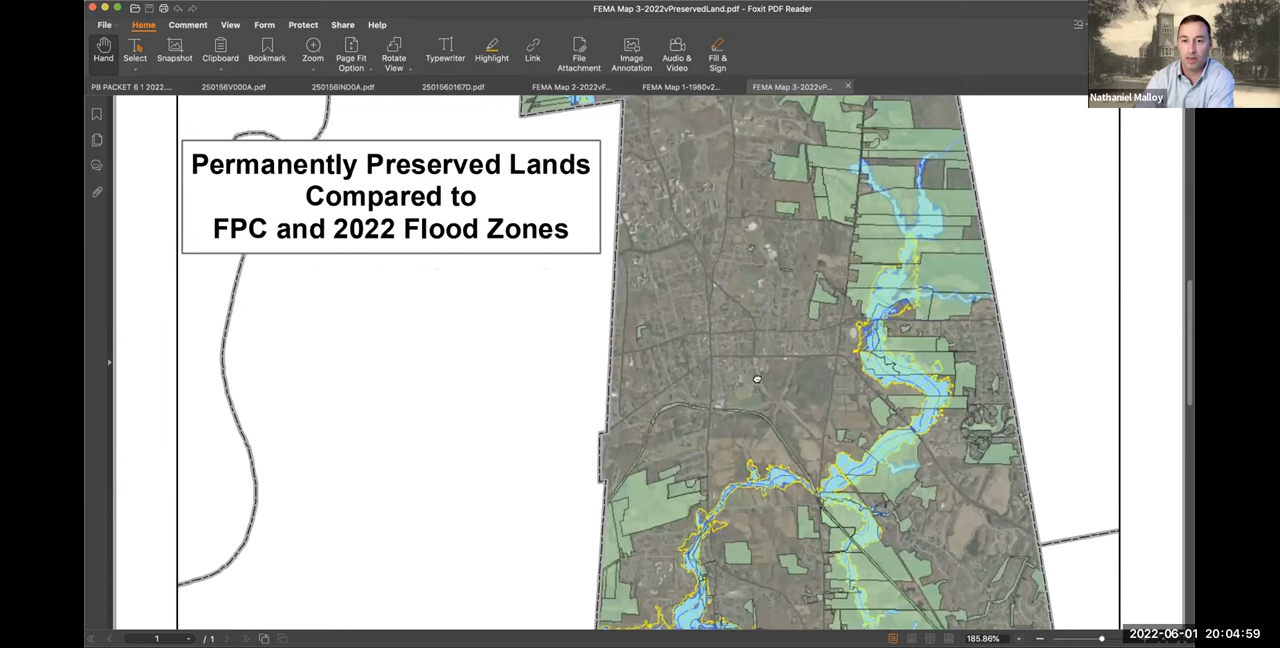 FEMA Map 3-2022vPreservedLand.pdf - Foxit PDF Reader
File Home Comment View Form Protect Share Help
Hand Select Snapshot Clipboard Bookmark Zoom Page Fit Option Rotate View Typewriter Highlight Link File Attachment Image Annotation Audio & Video Fill & Sign
PB PACKET 6 1 2022.... 250156V000A.pdf 250156IND0A.pdf 2501560167D.pdf FEMA Map 2-2022vF... FEMA Map 1-1980v2... FEMA Map 3-2022vP...
Nathaniel Malloy
Permanently Preserved Lands
Compared to
FPC and 2022 Flood Zones
1 / 1 185.86%
2022-06-01 20:04:59